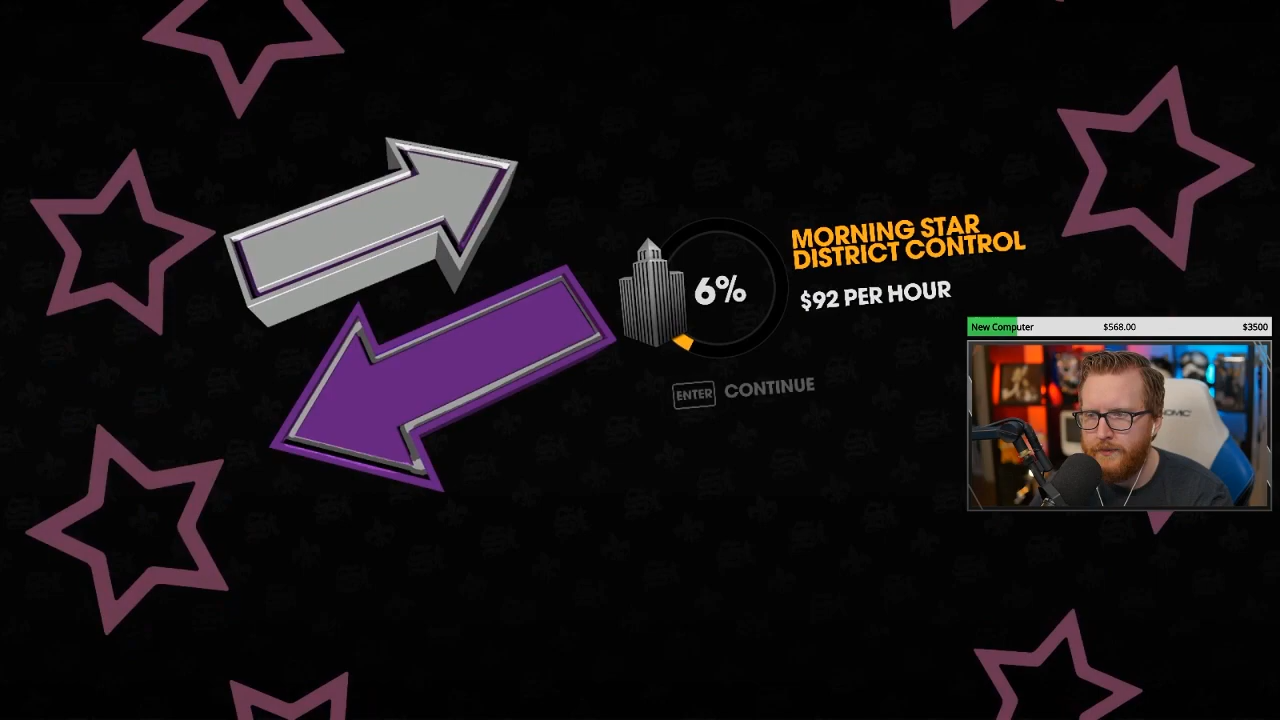 MORNING STAR
DISTRICT CONTROL
6%
$92 PER HOUR
ENTER CONTINUE
New Computer $568.00 $3500